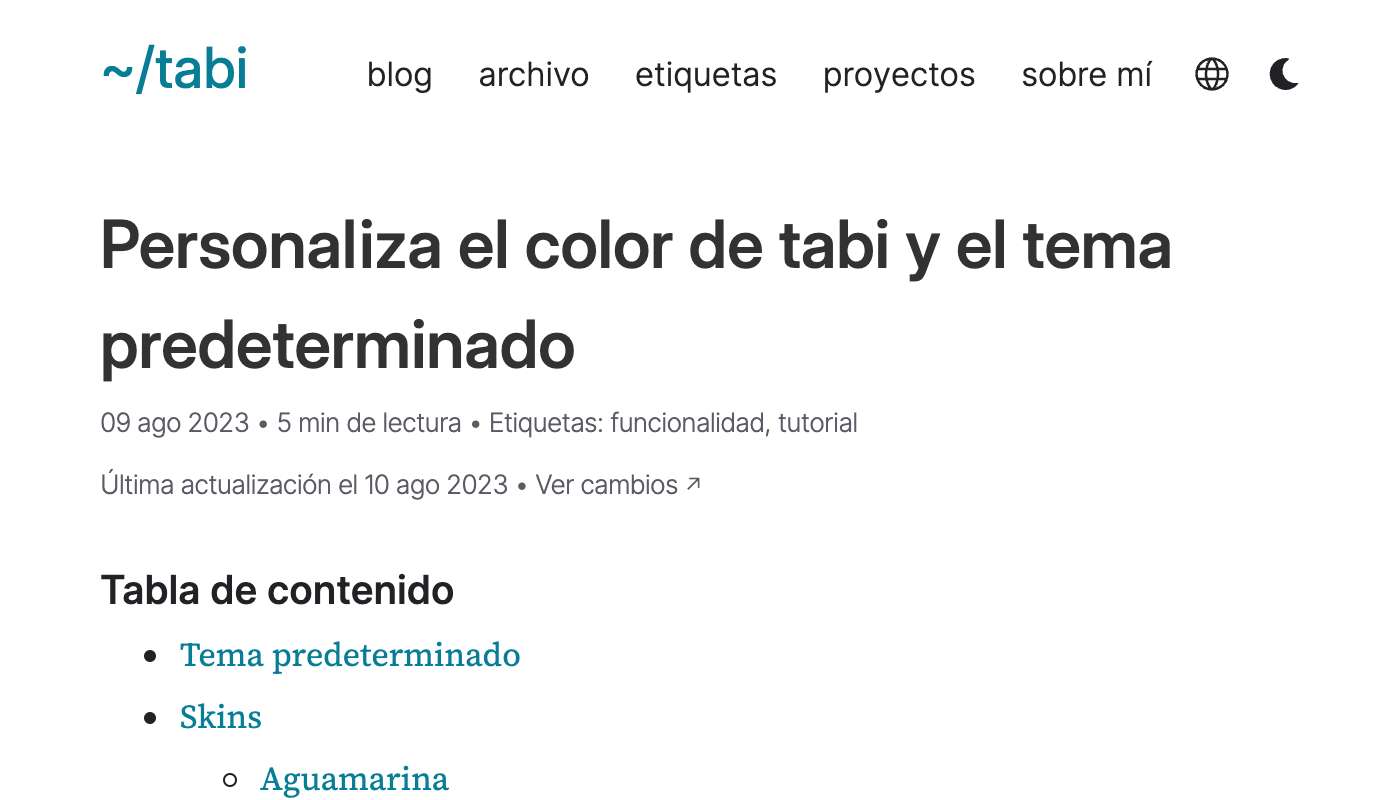 ~/tabi
blog archivo etiquetas proyectos sobre mí
Personaliza el color de tabi y el tema
predeterminado
09 ago 2023 • 5 min de lectura • Etiquetas: funcionalidad, tutorial
Última actualización el 10 ago 2023 • Ver cambios ↗
Tabla de contenido
• Tema predeterminado
• Skins
○ Aguamarina